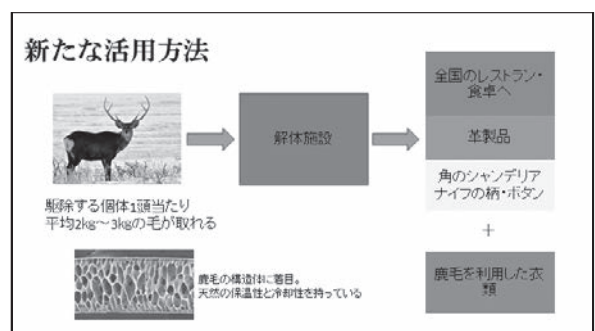 新たな活用方法
解体施設
全国のレストラン・
食卓へ
革製品
角のシャンデリア
ナイフの柄・ボタン
+
鹿毛を利用した衣
類
駆除する個体1頭当たり
平均2kg~3kgの毛が取れる
鹿毛の構造体に着目。
天然の保温性と冷却性を持っている